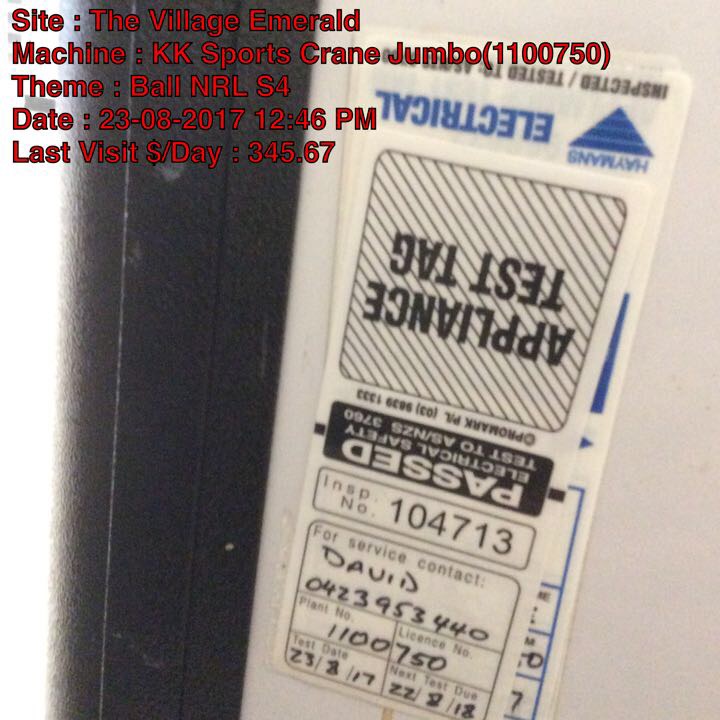 Site : The Village Emerald
Machine : KK Sports Crane Jumbo(1100750)
Theme : Ball NRL S4
Date : 23-08-2017 12:46 PM
Last Visit $/Day : 345.67
INSPECTED / TESTED TO: AS/NZS
HAYMANS
ELECTRICAL
APPLIANCE
TEST TAG
©PROMARK P/L (03) 9839 1333
PASSED
ELECTRICAL SAFETY
TEST TO AS/NZS 3760
Insp. No. 104713
For service contact:
DAVID
0423953440
Plant No. Licence No.
1100750
Test Date Next Test Due
23/8/17 22/8/18